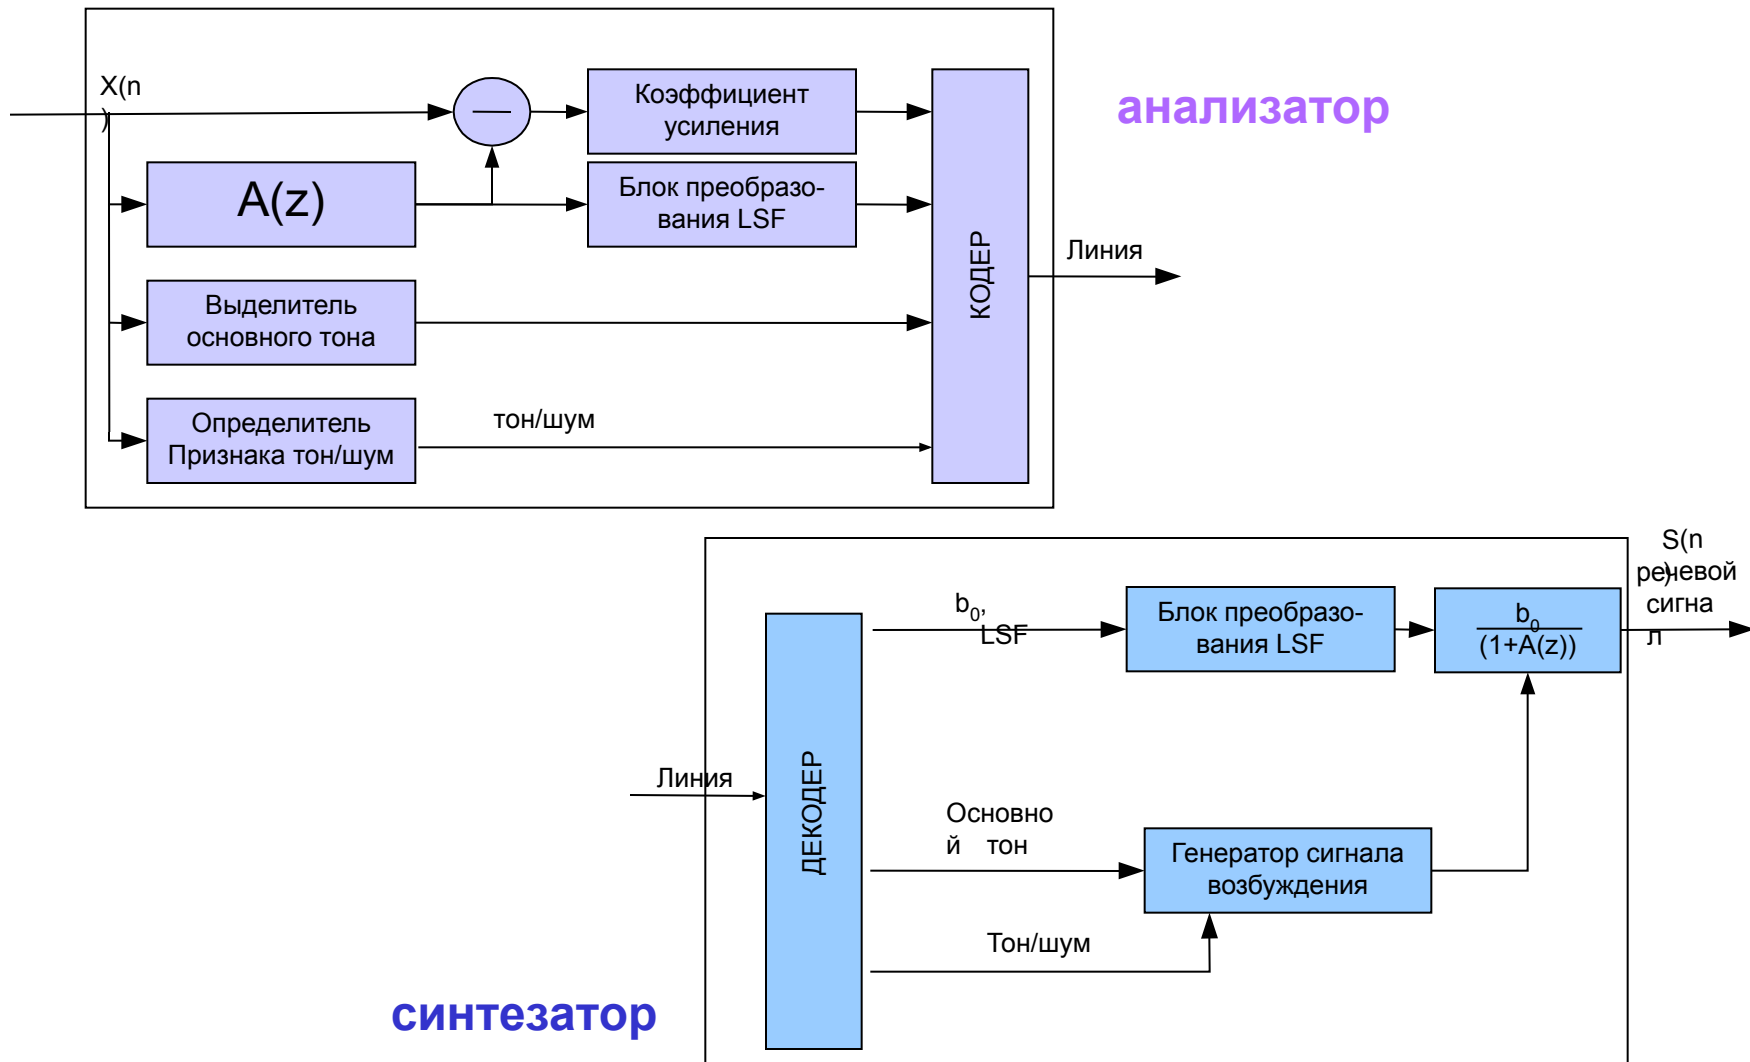 X(n
)
Коэффициент
усиления
анализатор
A(z)
Блок преобразо-
вания LSF
КОДЕР
Линия
Выделитель
основного тона
Определитель
Признака тон/шум
тон/шум
S(n
)
речевой
сигна
л
b0,
LSF
Блок преобразо-
вания LSF
b0
(1+A(z))
Линия
ДЕКОДЕР
Основно
й тон
Генератор сигнала
возбуждения
Тон/шум
синтезатор